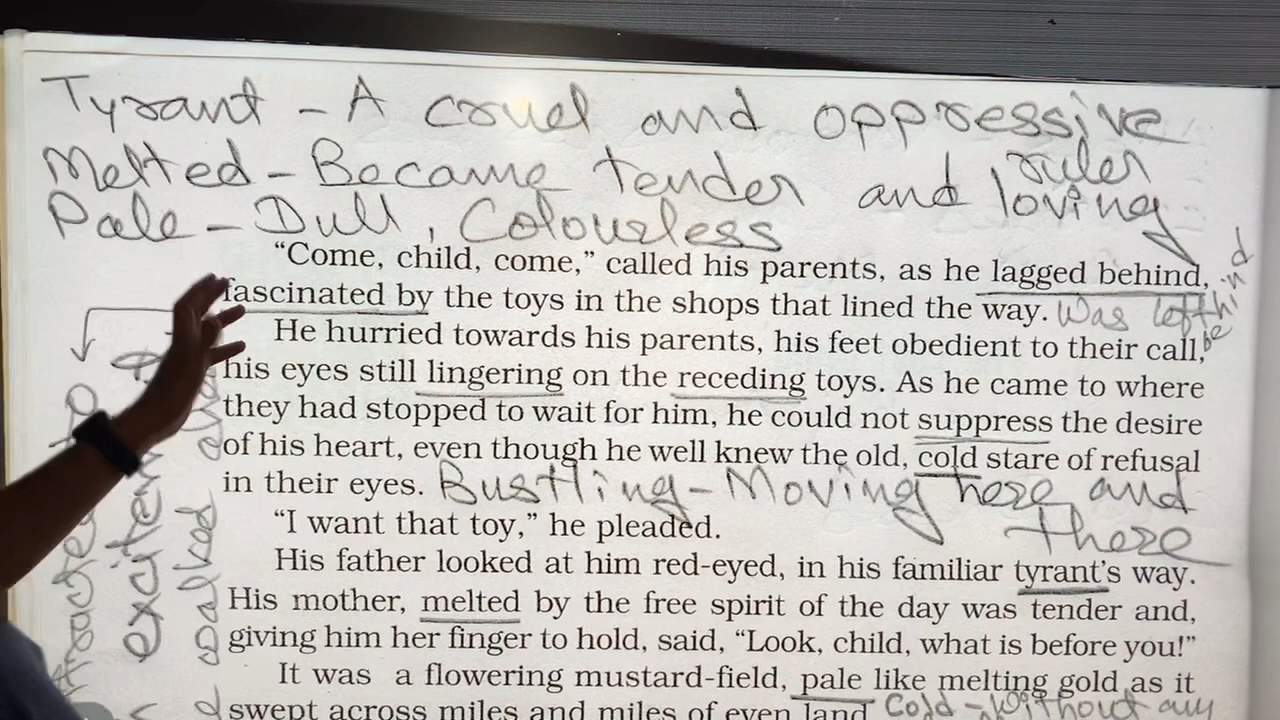 Tyrant - A cruel and oppressive
ruler
Melted - Became tender and loving
Pale - Dull, Colourless
"Come, child, come," called his parents, as he lagged behind,
fascinated by the toys in the shops that lined the way. Was left
behind
He hurried towards his parents, his feet obedient to their call,
his eyes still lingering on the receding toys. As he came to where
they had stopped to wait for him, he could not suppress the desire
of his heart, even though he well knew the old, cold stare of refusal
in their eyes. Bustling - Moving here and
there
"I want that toy," he pleaded.
His father looked at him red-eyed, in his familiar tyrant's way.
His mother, melted by the free spirit of the day was tender and,
giving him her finger to hold, said, "Look, child, what is before you!"
It was a flowering mustard-field, pale like melting gold as it
swept across miles and miles of even land. Cold - Without any
walked